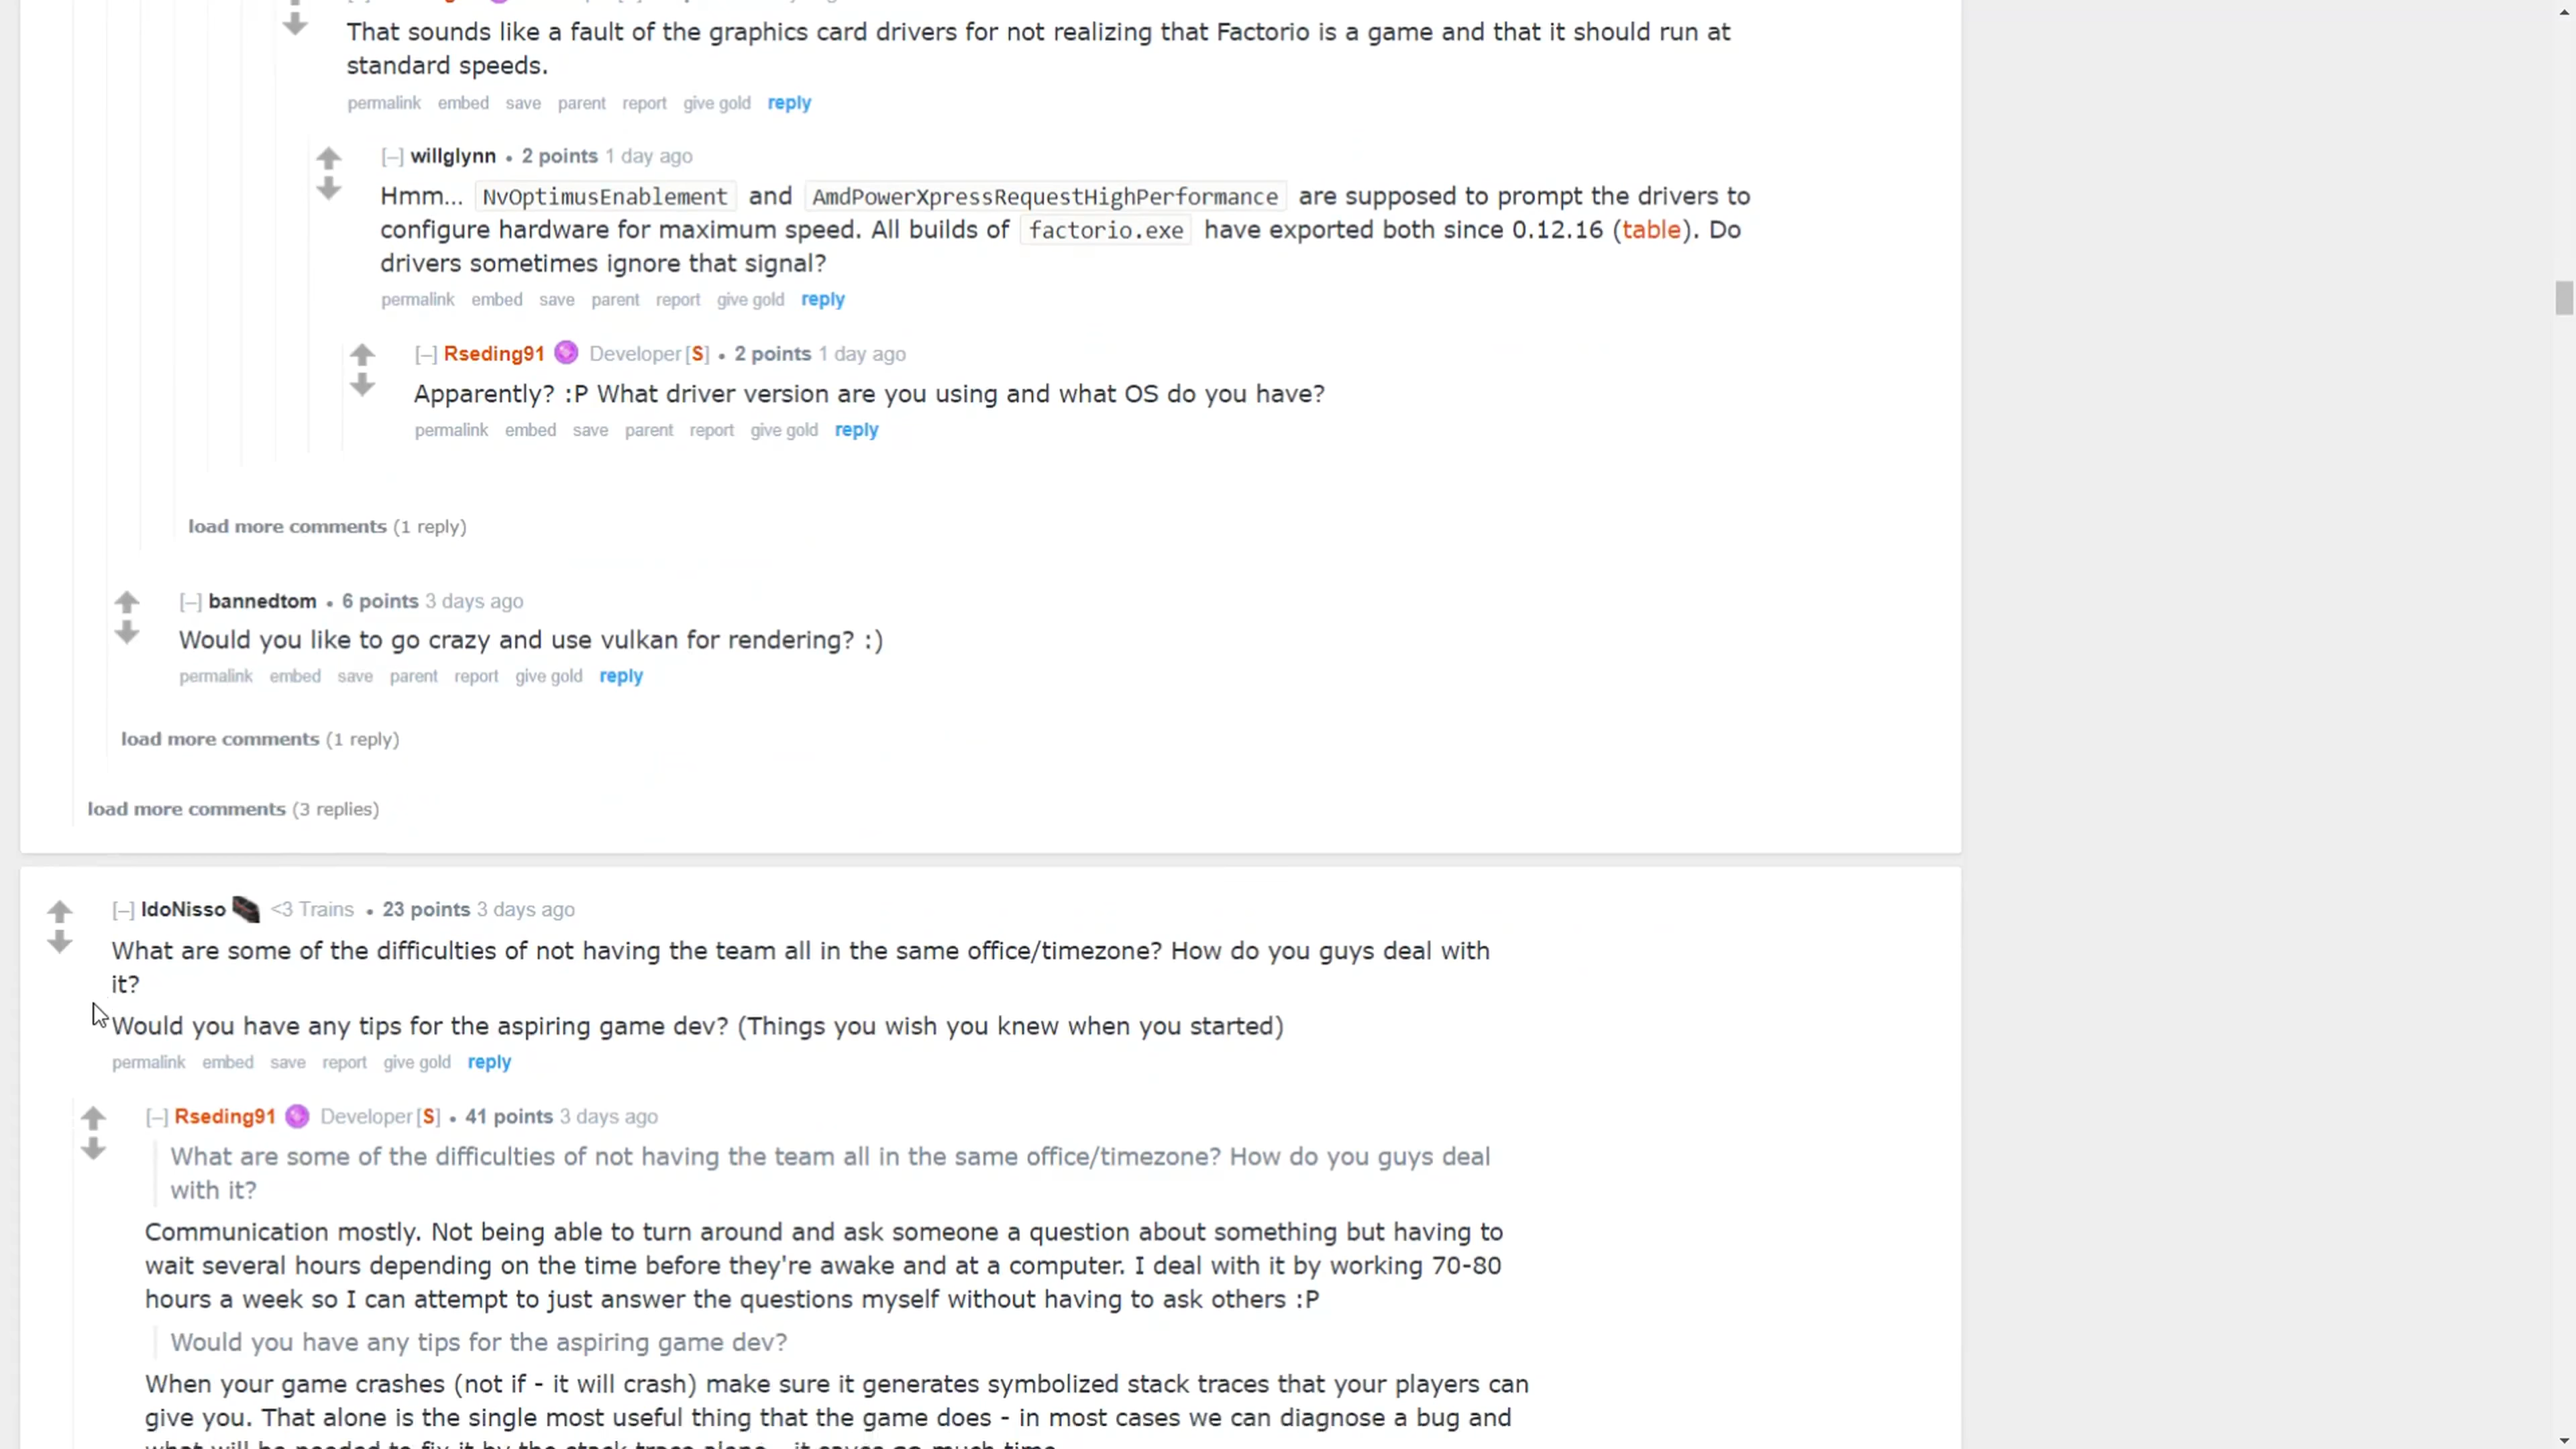 That sounds like a fault of the graphics card drivers for not realizing that Factorio is a game and that it should run at
standard speeds.
permalink embed save parent report give gold reply
[–] willglynn • 2 points 1 day ago
Hmm... NvOptimusEnablement and AmdPowerXpressRequestHighPerformance are supposed to prompt the drivers to
configure hardware for maximum speed. All builds of factorio.exe have exported both since 0.12.16 (table). Do
drivers sometimes ignore that signal?
permalink embed save parent report give gold reply
[–] Rseding91 Developer [S] • 2 points 1 day ago
Apparently? :P What driver version are you using and what OS do you have?
permalink embed save parent report give gold reply
load more comments (1 reply)
[–] bannedtom • 6 points 3 days ago
Would you like to go crazy and use vulkan for rendering? :)
permalink embed save parent report give gold reply
load more comments (1 reply)
load more comments (3 replies)
[–] IdoNisso <3 Trains • 23 points 3 days ago
What are some of the difficulties of not having the team all in the same office/timezone? How do you guys deal with
it?
Would you have any tips for the aspiring game dev? (Things you wish you knew when you started)
permalink embed save report give gold reply
[–] Rseding91 Developer [S] • 41 points 3 days ago
What are some of the difficulties of not having the team all in the same office/timezone? How do you guys deal
with it?
Communication mostly. Not being able to turn around and ask someone a question about something but having to
wait several hours depending on the time before they're awake and at a computer. I deal with it by working 70-80
hours a week so I can attempt to just answer the questions myself without having to ask others :P
Would you have any tips for the aspiring game dev?
When your game crashes (not if - it will crash) make sure it generates symbolized stack traces that your players can
give you. That alone is the single most useful thing that the game does - in most cases we can diagnose a bug and
what will be needed to fix it by the stack trace alone - it saves so much time.